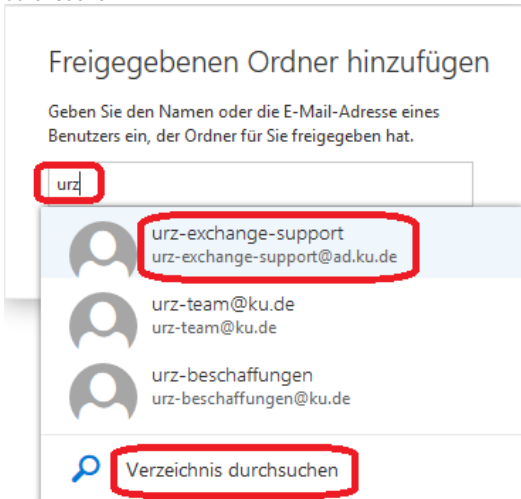 Freigegebenen Ordner hinzufügen
Geben Sie den Namen oder die E-Mail-Adresse eines
Benutzers ein, der Ordner für Sie freigegeben hat.
urz
urz-exchange-support
urz-exchange-support@ad.ku.de
urz-team@ku.de
urz-team@ku.de
urz-beschaffungen
urz-beschaffungen@ku.de
Verzeichnis durchsuchen